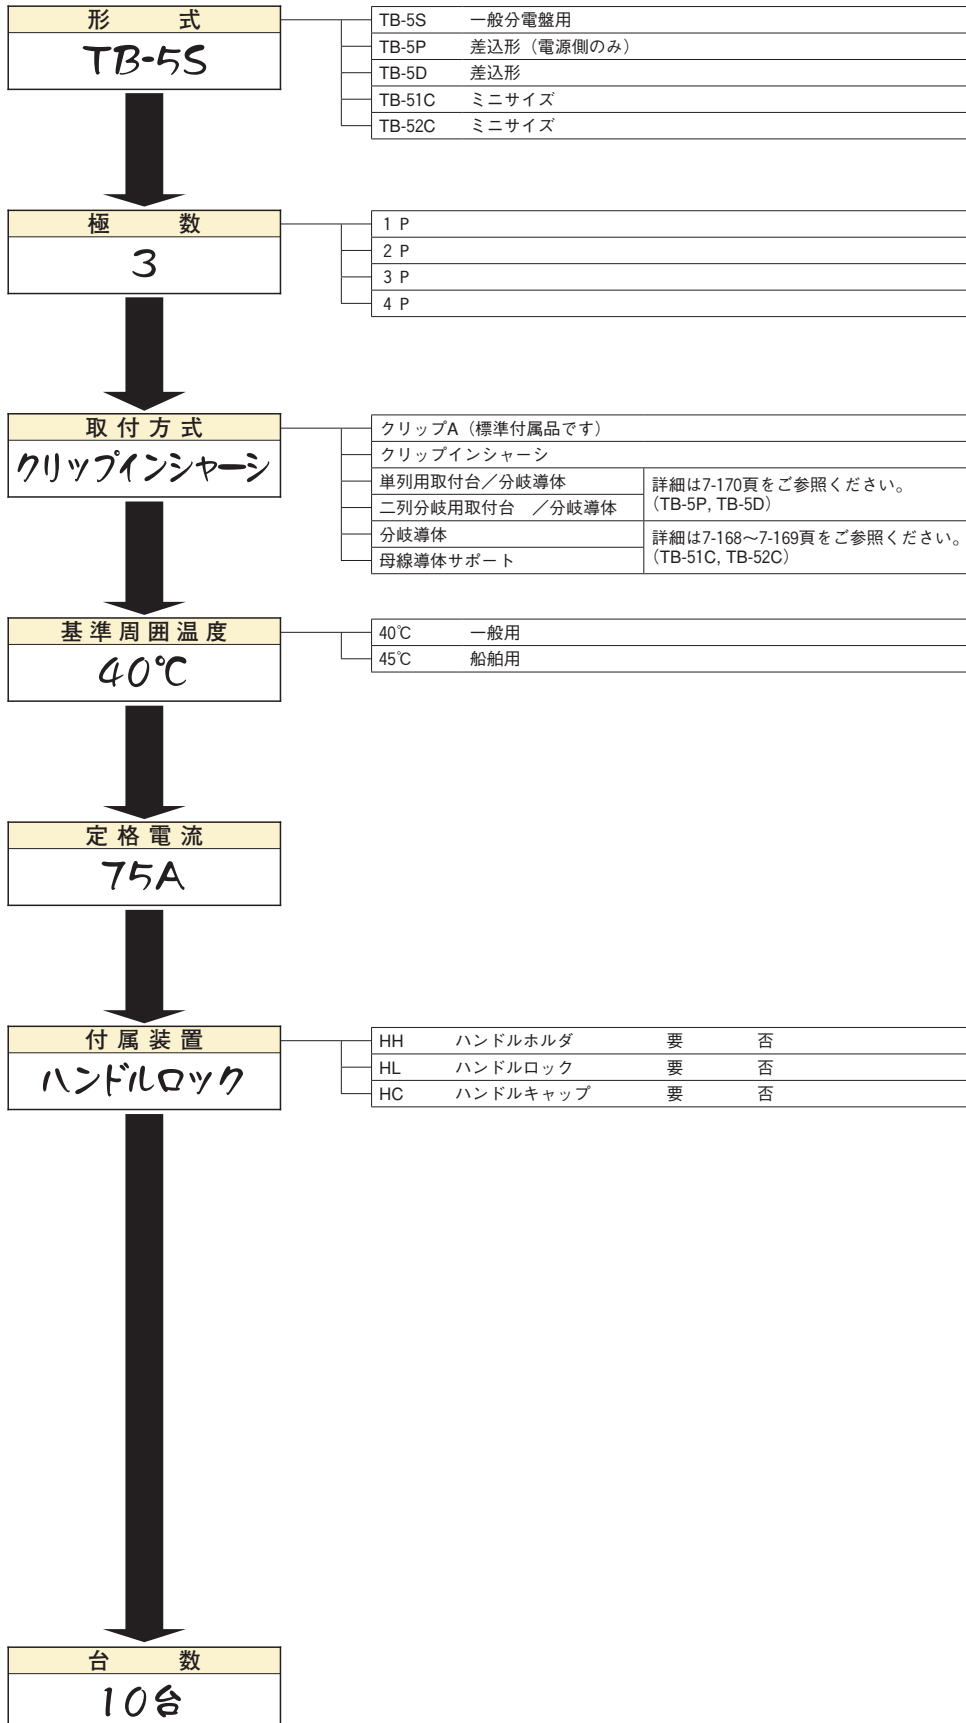 形 式
TB-5S
TB-5S 一般分電盤用
TB-5P 差込形（電源側のみ）
TB-5D 差込形
TB-51C ミニサイズ
TB-52C ミニサイズ
極 数
3
1 P
2 P
3 P
4 P
取付方式
クリップインシャーシ
クリップA（標準付属品です）
クリップインシャーシ
単列用取付台／分岐導体
二列分岐用取付台 ／分岐導体
詳細は7-170頁をご参照ください。
（TB-5P, TB-5D）
分岐導体
母線導体サポート
詳細は7-168〜7-169頁をご参照ください。
（TB-51C, TB-52C）
基準周囲温度
40℃
40℃ 一般用
45℃ 船舶用
定格電流
75A
付属装置
ハンドルロック
HH ハンドルホルダ 要 否
HL ハンドルロック 要 否
HC ハンドルキャップ 要 否
台 数
10台